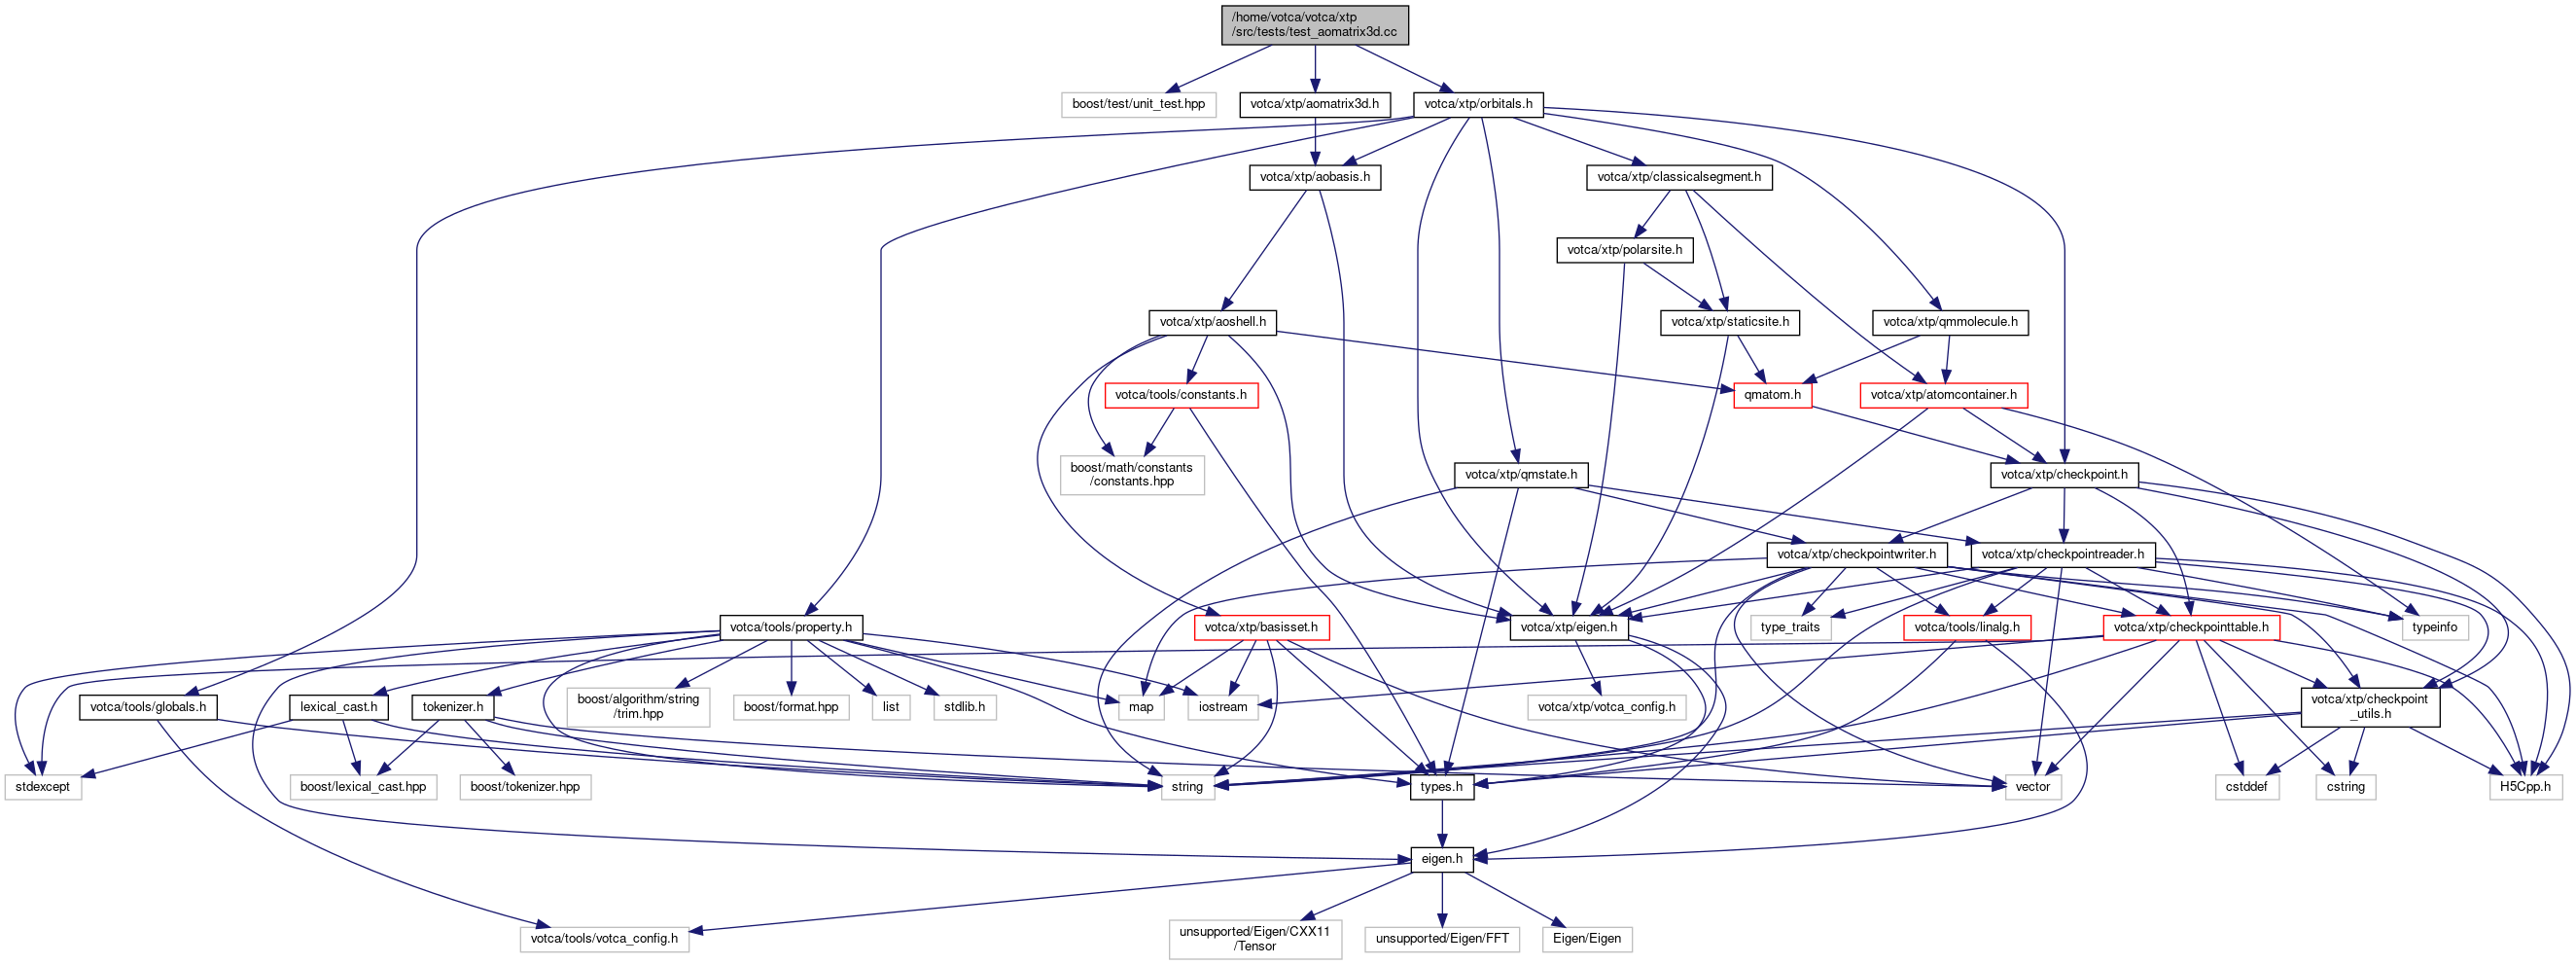 /home/votca/votca/xtp
/src/tests/test_aomatrix3d.cc
boost/test/unit_test.hpp
votca/xtp/aomatrix3d.h
votca/xtp/orbitals.h
votca/xtp/aobasis.h
votca/xtp/classicalsegment.h
votca/xtp/polarsite.h
votca/xtp/aoshell.h
votca/xtp/staticsite.h
votca/xtp/qmmolecule.h
votca/tools/constants.h
qmatom.h
votca/xtp/atomcontainer.h
boost/math/constants
/constants.hpp
votca/xtp/qmstate.h
votca/xtp/checkpoint.h
votca/xtp/checkpointwriter.h
votca/xtp/checkpointreader.h
votca/tools/property.h
votca/xtp/basisset.h
votca/xtp/eigen.h
type_traits
votca/tools/linalg.h
votca/xtp/checkpointtable.h
typeinfo
votca/tools/globals.h
lexical_cast.h
tokenizer.h
boost/algorithm/string
/trim.hpp
boost/format.hpp
list
stdlib.h
map
iostream
votca/xtp/votca_config.h
votca/xtp/checkpoint
_utils.h
stdexcept
boost/lexical_cast.hpp
boost/tokenizer.hpp
string
types.h
vector
cstddef
cstring
H5Cpp.h
eigen.h
votca/tools/votca_config.h
unsupported/Eigen/CXX11
/Tensor
unsupported/Eigen/FFT
Eigen/Eigen